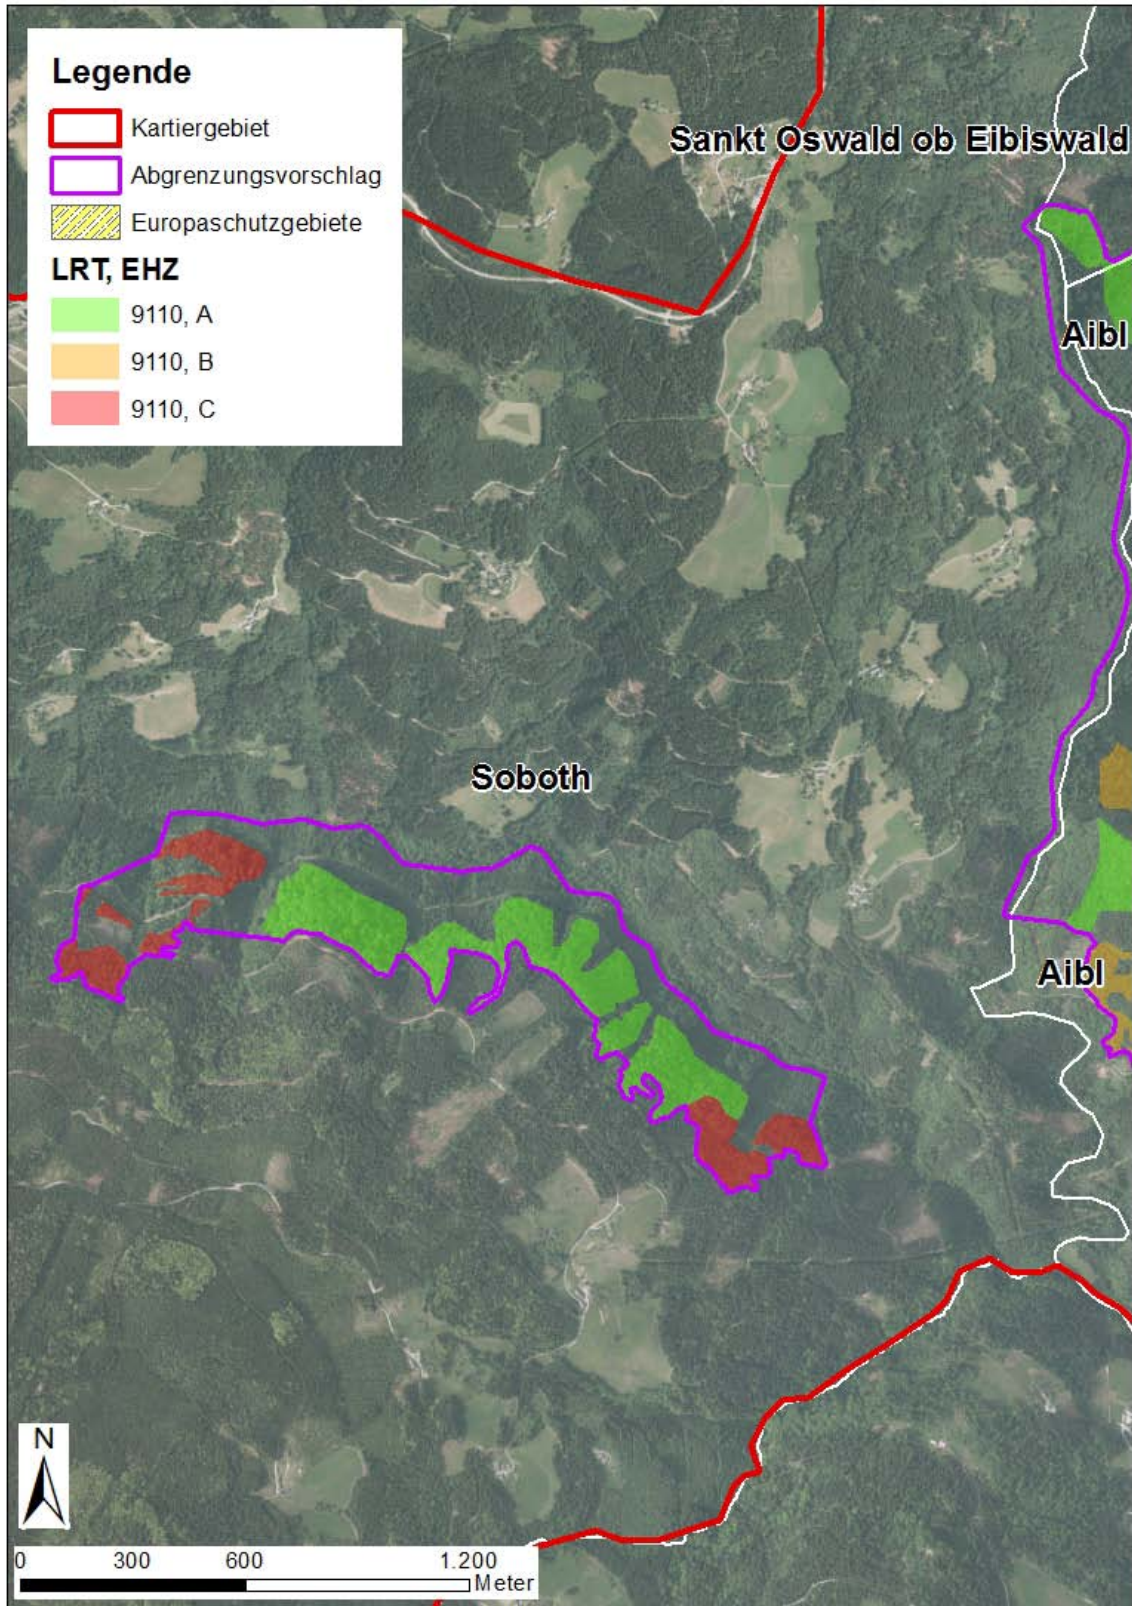 Legende
Kartiergebiet
Abgrenzungsvorschlag
Europaschutzgebiete
LRT, EHZ
9110, A
9110, B
9110, C
Sankt Oswald ob Eibiswald
Aibl
Soboth
Aibl
N
0 300 600 1.200
Meter